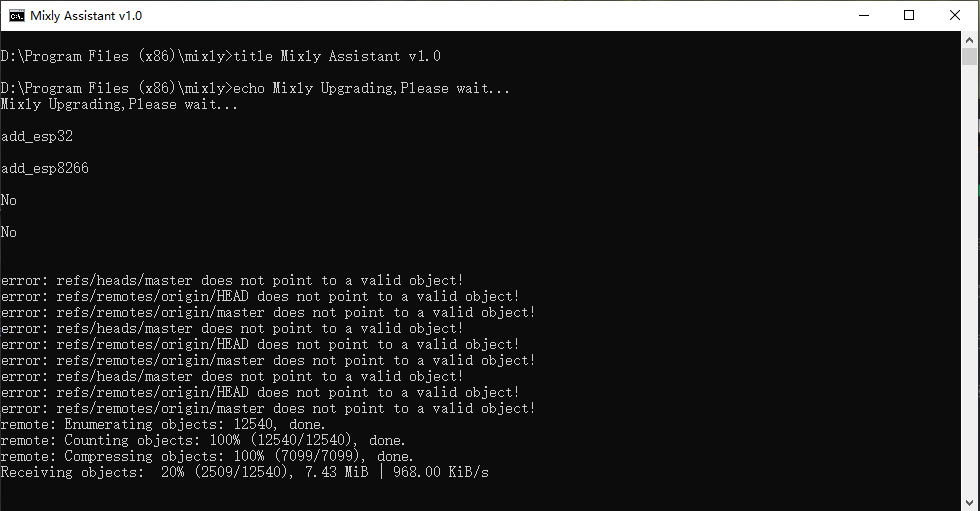 Mixly Assistant v1.0
D:\Program Files (x86)\mixly>title Mixly Assistant v1.0
D:\Program Files (x86)\mixly>echo Mixly Upgrading,Please wait...
Mixly Upgrading,Please wait...
add_esp32
add_esp8266
No
No
error: refs/heads/master does not point to a valid object!
error: refs/remotes/origin/HEAD does not point to a valid object!
error: refs/remotes/origin/master does not point to a valid object!
error: refs/heads/master does not point to a valid object!
error: refs/remotes/origin/HEAD does not point to a valid object!
error: refs/remotes/origin/master does not point to a valid object!
error: refs/heads/master does not point to a valid object!
error: refs/remotes/origin/HEAD does not point to a valid object!
error: refs/remotes/origin/master does not point to a valid object!
remote: Enumerating objects: 12540, done.
remote: Counting objects: 100% (12540/12540), done.
remote: Compressing objects: 100% (7099/7099), done.
Receiving objects:  20% (2509/12540), 7.43 MiB | 968.00 KiB/s